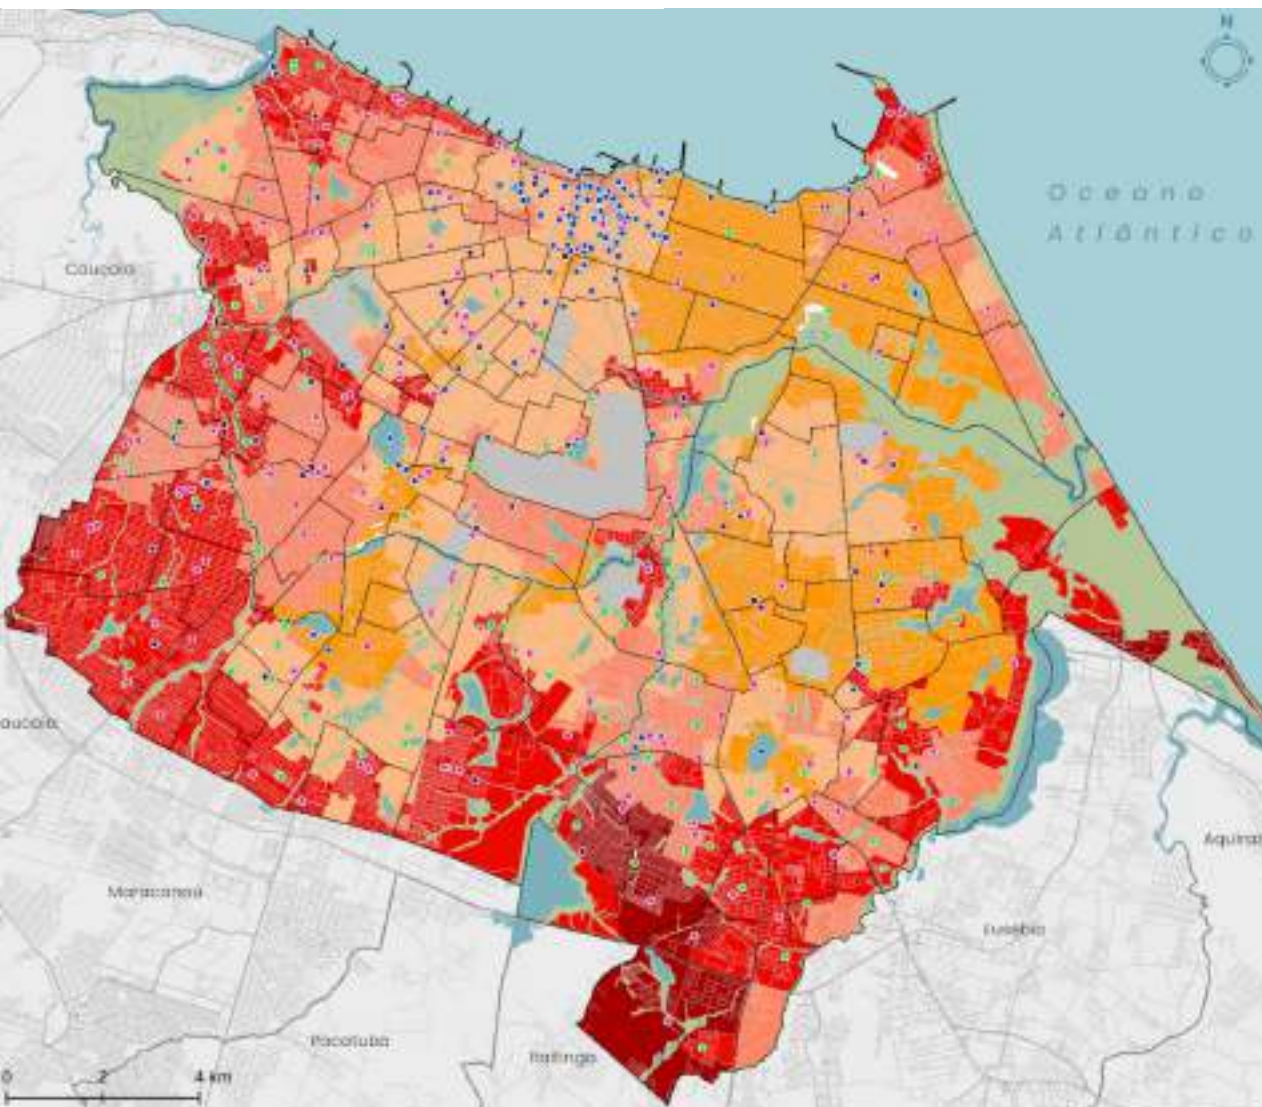 N
Oceano
Atlântico
Caucaia
aucaia
Maracanaú
Aquiraz
Eusébio
Pacatuba
Itaitinga
0 2 4 km